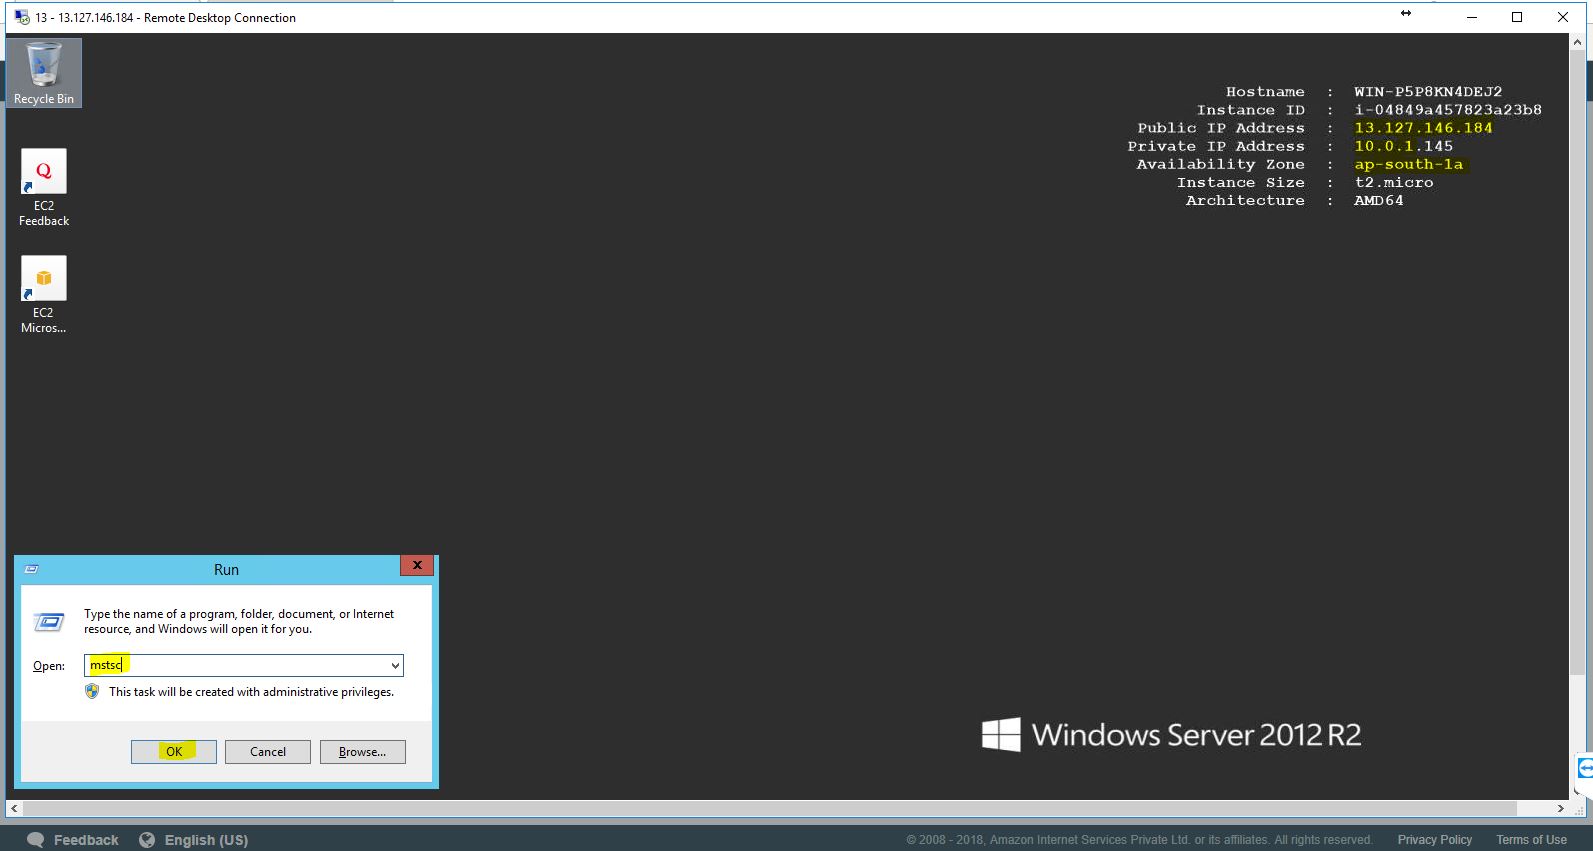 13 - 13.127.146.184 - Remote Desktop Connection
Recycle Bin
Hostname : WIN-P5P8KN4DEJ2
Instance ID : i-04849a457823a23b8
Public IP Address : 13.127.146.184
Private IP Address : 10.0.1.145
Availability Zone : ap-south-1a
Instance Size : t2.micro
Architecture : AMD64
Q
EC2
Feedback
EC2
Micros...
Run
x
Type the name of a program, folder, document, or Internet
resource, and Windows will open it for you.
Open: mstsc
This task will be created with administrative privileges.
OK Cancel Browse...
Windows Server 2012 R2
Feedback English (US) © 2008 - 2018, Amazon Internet Services Private Ltd. or its affiliates. All rights reserved. Privacy Policy Terms of Use